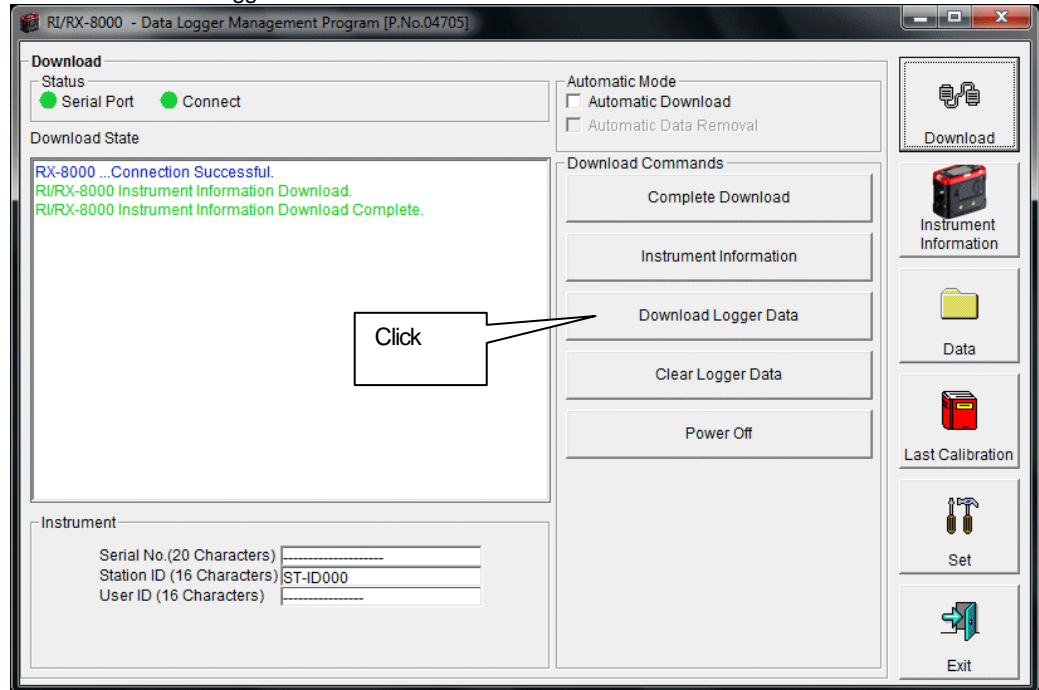 RI/RX-8000 - Data Logger Management Program [P.No.04705]
Download
Status
Serial Port Connect
Download State
RX-8000 ...Connection Successful.
RI/RX-8000 Instrument Information Download.
RI/RX-8000 Instrument Information Download Complete.
Automatic Mode
Automatic Download
Automatic Data Removal
Download Commands
Complete Download
Instrument Information
Download Logger Data
Clear Logger Data
Power Off
Click
Instrument
Serial No.(20 Characters) --------------------
Station ID (16 Characters) ST-ID000
User ID (16 Characters) ----------------
Download
Instrument
Information
Data
Last Calibration
Set
Exit